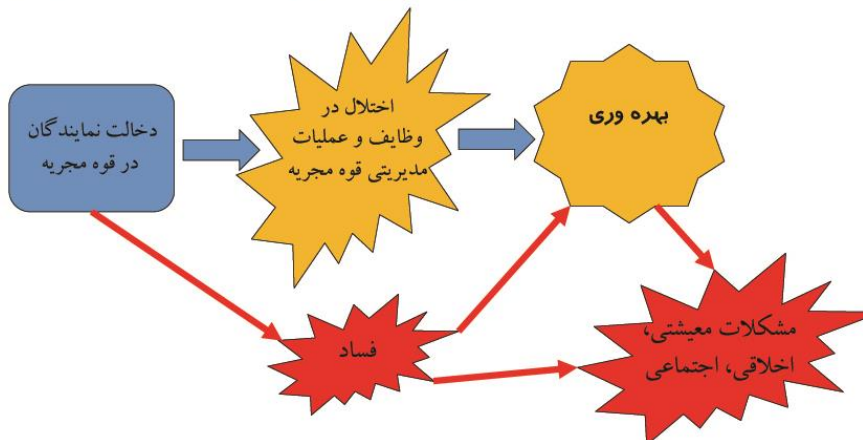 دخالت نمایندگان
در قوه مجریه
اختلال در
وظایف و عملیات
مدیریتی قوه مجریه
بهره وری
فساد
مشکلات معیشتی،
اخلاقی، اجتماعی